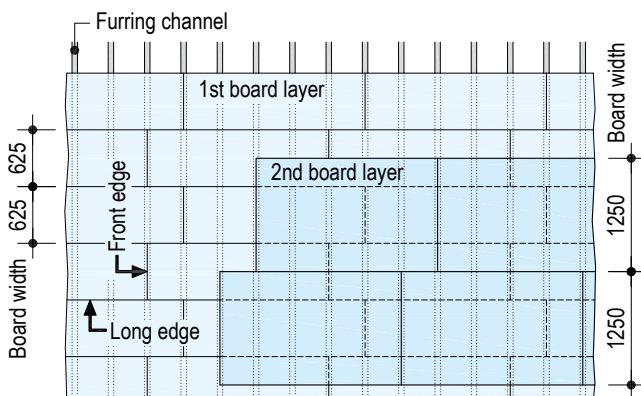 Furring channel
1st board layer
2nd board layer
Front edge
Long edge
625
625
Board width
Board width
1250
1250